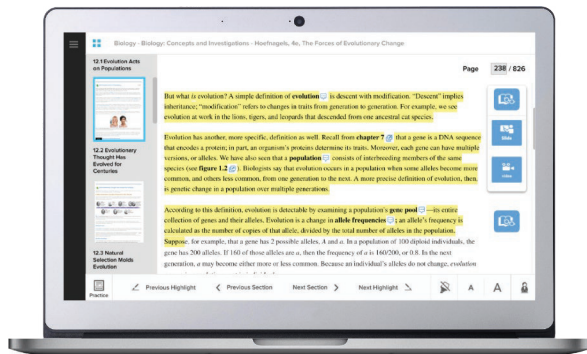 Biology - Biology: Concepts and Investigations - Hoefnagels, 4e, The Forces of Evolutionary Change
12.1 Evolution Acts
on Populations
12.2 Evolutionary
Thought Has
Evolved for
Centuries
12.3 Natural
Selection Molds
Evolution
Page 238 / 826
But what is evolution? A simple definition of evolution is descent with modification. "Descent" implies
inheritance; "modification" refers to changes in traits from generation to generation. For example, we see
evolution at work in the lions, tigers, and leopards that descended from one ancestral cat species.
Evolution has another, more specific, definition as well. Recall from chapter 7 that a gene is a DNA sequence
that encodes a protein; in part, an organism's proteins determine its traits. Moreover, each gene can have multiple
versions, or alleles. We have also seen that a population consists of interbreeding members of the same
species (see figure 1.2). Biologists say that evolution occurs in a population when some alleles become more
common, and others less common, from one generation to the next. A more precise definition of evolution, then,
is genetic change in a population over multiple generations.
According to this definition, evolution is detectable by examining a population's gene pool —its entire
collection of genes and their alleles. Evolution is a change in allele frequencies; an allele's frequency is
calculated as the number of copies of that allele, divided by the total number of alleles in the population.
Suppose, for example, that a gene has 2 possible alleles, A and a. In a population of 100 diploid individuals, the
gene has 200 alleles. If 160 of those alleles are a, then the frequency of a is 160/200, or 0.8. In the next
generation, a may become either more or less common. Because an individual's alleles do not change, evolution
Slide
Video
Practice
Previous Highlight
Previous Section
Next Section
Next Highlight
A
A